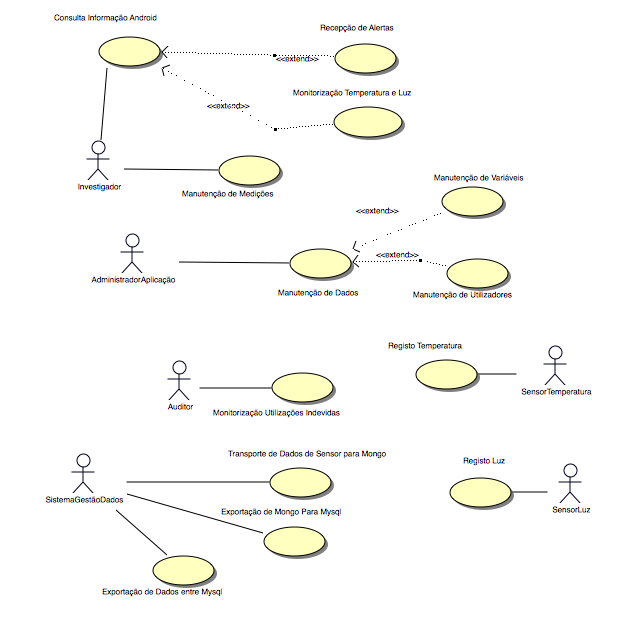 Consulta Informação Android
Recepção de Alertas
<<extend>>
Monitorização Temperatura e Luz
<<extend>>
Investigador
Manutenção de Medições
Manutenção de Variáveis
<<extend>>
<<extend>>
AdministradorAplicação
Manutenção de Dados
Manutenção de Utilizadores
Registo Temperatura
SensorTemperatura
Auditor
Monitorização Utilizações Indevidas
Transporte de Dados de Sensor para Mongo
Registo Luz
SistemaGestãoDados
SensorLuz
Exportação de Mongo Para Mysql
Exportação de Dados entre Mysql